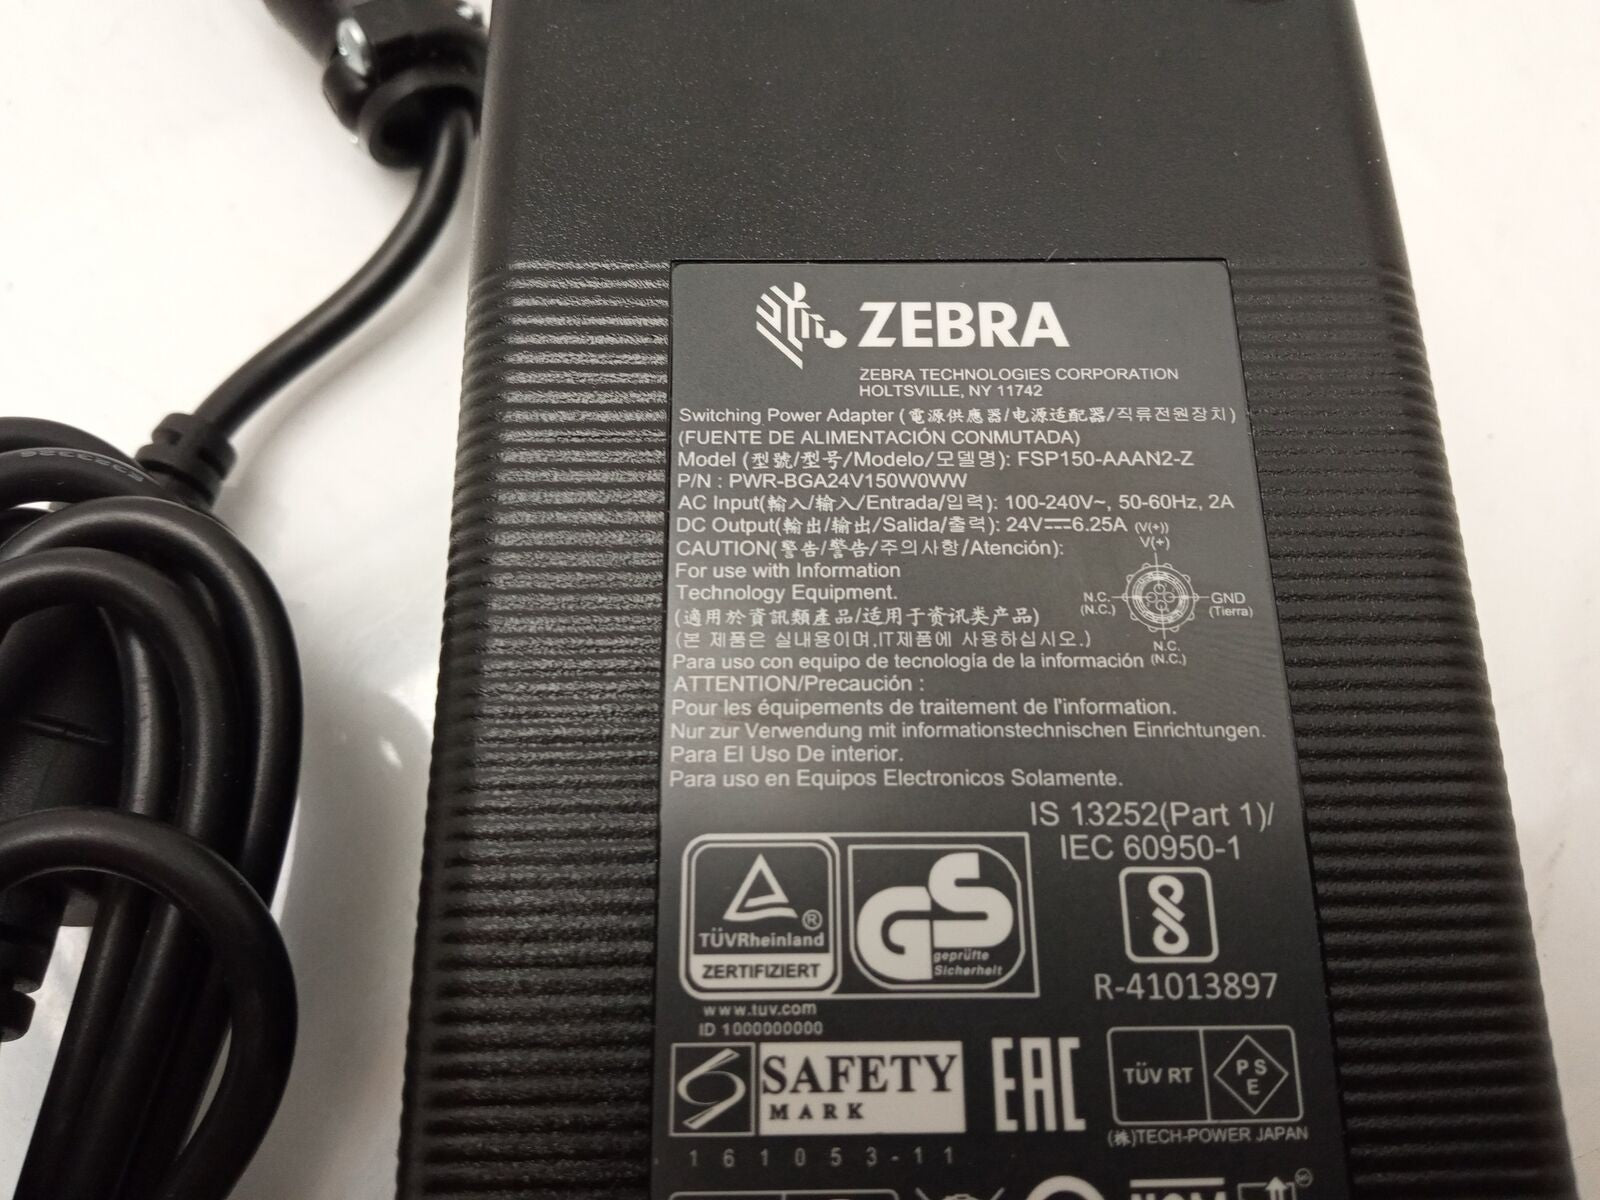 ZEBRA
ZEBRA TECHNOLOGIES CORPORATION
HOLTSVILLE, NY 11742
Switching Power Adapter (電源供應器/电源适配器/직류전원장치)
(FUENTE DE ALIMENTACIÓN CONMUTADA)
Model (型號/型号/Modelo/모델명): FSP150-AAAN2-Z
P/N : PWR-BGA24V150W0WW
AC Input(輸入/输入/Entrada/입력): 100-240V~, 50-60Hz, 2A
DC Output(輸出/输出/Salida/출력): 24V⎓6.25A
(V(+))
V(+)
CAUTION(警告/警告/주의사항/Atención):
For use with Information
Technology Equipment.
N.C.
(N.C.)
GND
(Tierra)
(適用於資訊類產品/适用于资讯类产品)
(본 제품은 실내용이며,IT제품에 사용하십시오.)
N.C.
(N.C.)
Para uso con equipo de tecnología de la información
ATTENTION/Precaución :
Pour les équipements de traitement de l'information.
Nur zur Verwendung mit informationstechnischen Einrichtungen.
Para El Uso De interior.
Para uso en Equipos Electronicos Solamente.
IS 13252(Part 1)/
IEC 60950-1
TÜVRheinland ®
ZERTIFIZIERT
GS
geprüfte
Sicherheit
R-41013897
www.tuv.com
ID 1000000000
SAFETY
MARK
EAC
TÜV RT
PSE
(株)TECH-POWER JAPAN
161053-11